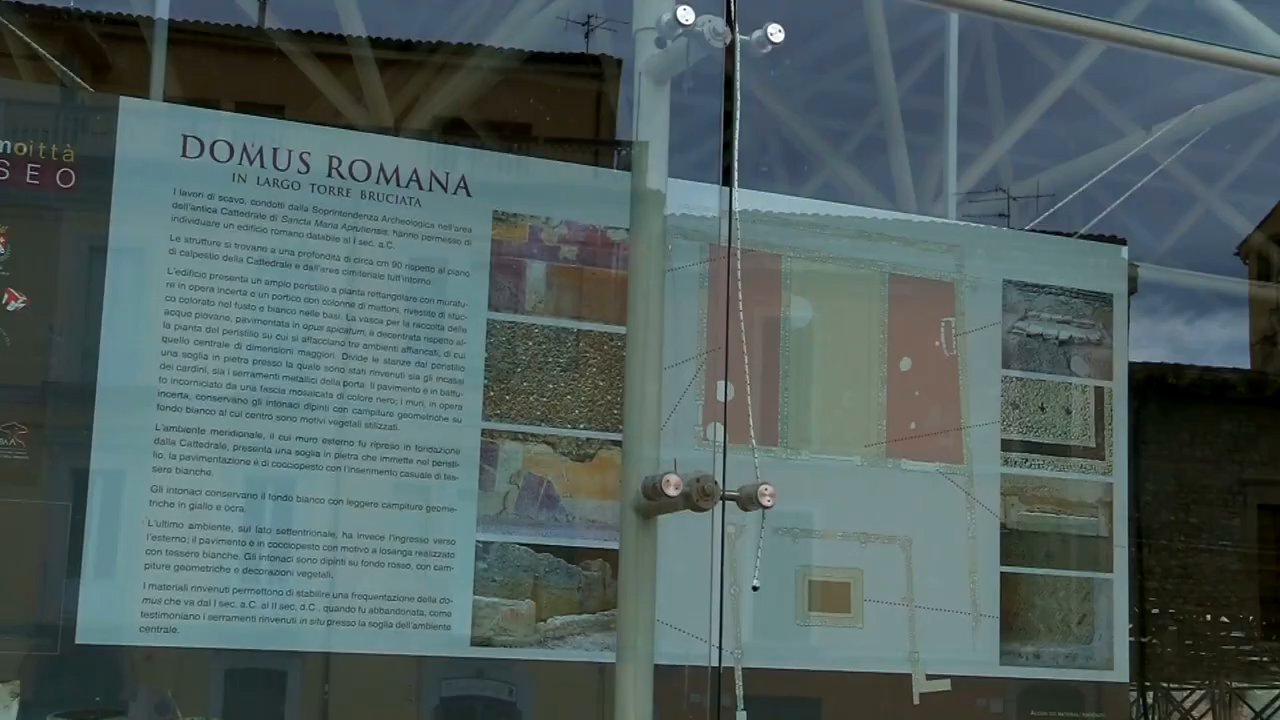 moittà
SEO
DOMUS ROMANA
IN LARGO TORRE BRUCIATA
I lavori di scavo, condotti dalla Soprintendenza Archeologica nell'area
dell'antica Cattedrale di Sancta Maria Aprutiensis, hanno permesso di
individuare un edificio romano databile al I sec. a.C.
Le strutture si trovano a una profondità di circa cm 90 rispetto al piano
di calpestio della Cattedrale e dell'area cimiteriale tutt'intorno.
L'edificio presenta un ampio peristilio a pianta rettangolare con muratu-
re in opera incerta e un portico con colonne di mattoni, rivestite di stuc-
co colorato nel fusto e bianco nelle basi. La vasca per la raccolta delle
acque piovane, pavimentata in opus spicatum, è decentrata rispetto al-
la pianta del peristilio su cui si affacciano tre ambienti affiancati, di cui
quello centrale di dimensioni maggiori. Divide le stanze dal peristilio
una soglia in pietra presso la quale sono stati rinvenuti sia gli incassi
dei cardini, sia i serramenti metallici della porta. Il pavimento è in battu-
to incorniciato da una fascia mosaicata di colore nero; i muri, in opera
incerta, conservano gli intonaci dipinti con campiture geometriche su
fondo bianco al cui centro sono motivi vegetali stilizzati.
L'ambiente meridionale, il cui muro esterno fu ripreso in fondazione
dalla Cattedrale, presenta una soglia in pietra che immette nel peristi-
lio, la pavimentazione è di cocciopesto con l'inserimento casuale di tes-
sere bianche.
Gli intonaci conservano il fondo bianco con leggere campiture geome-
triche in giallo e ocra.
L'ultimo ambiente, sul lato settentrionale, ha invece l'ingresso verso
l'esterno; il pavimento è in cocciopesto con motivo a losanga realizzato
con tessere bianche. Gli intonaci sono dipinti su fondo rosso, con cam-
piture geometriche e decorazioni vegetali.
I materiali rinvenuti permettono di stabilire una frequentazione della do-
mus che va dal I sec. a.C. al II sec. d.C., quando fu abbandonata, come
testimoniano i serramenti rinvenuti in situ presso la soglia dell'ambiente
centrale.